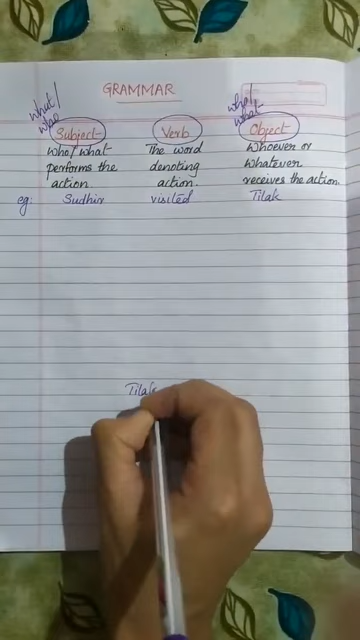 GRAMMAR
what/ who who/ what
Subject Verb Object
who/what The word Whoever or
performs the denoting whatever
action. action. receives the action.
eg: Sudhir visited Tilak
Tilak